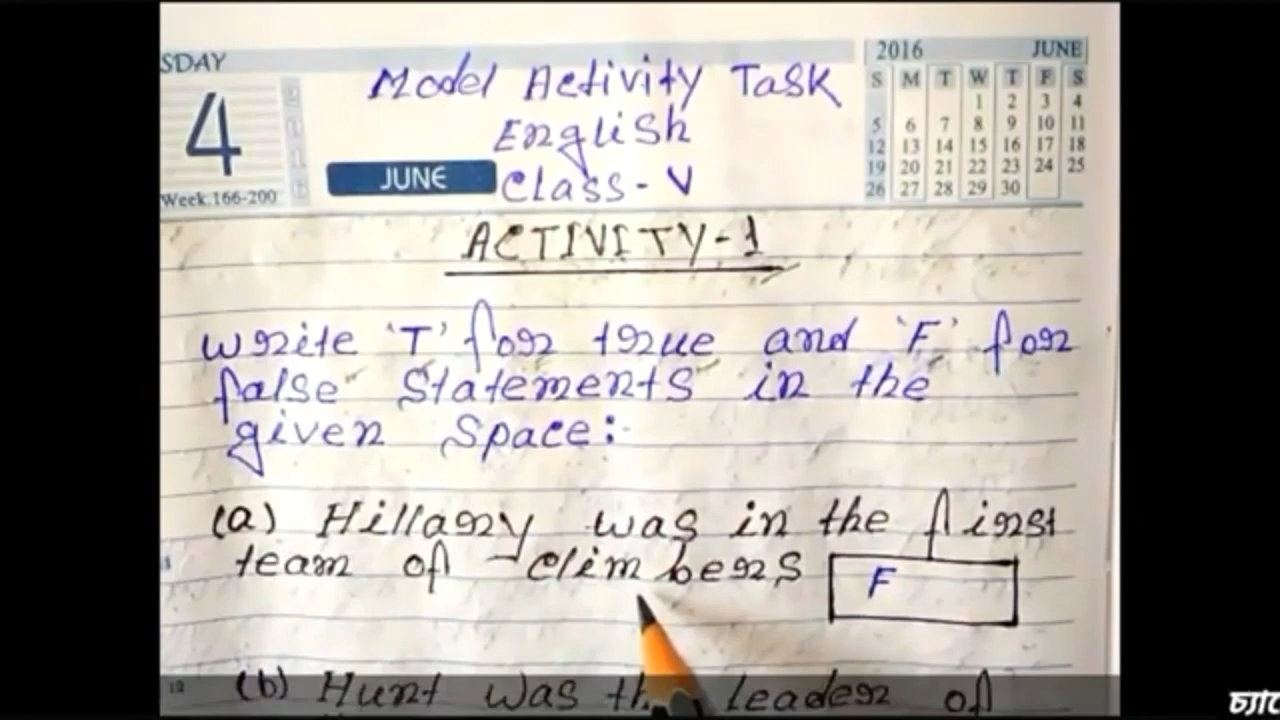 SDAY
4
Week.166-200
JUNE
Model Activity Task
English
Class - V
2016 JUNE
S M T W T F S
1 2 3 4
5 6 7 8 9 10 11
12 13 14 15 16 17 18
19 20 21 22 23 24 25
26 27 28 29 30
ACTIVITY-1
write 'T' for true and 'F' for
false Statements in the
given Space:
(a) Hillary was in the first
team of climbers F
(b) Hunt was the leader of